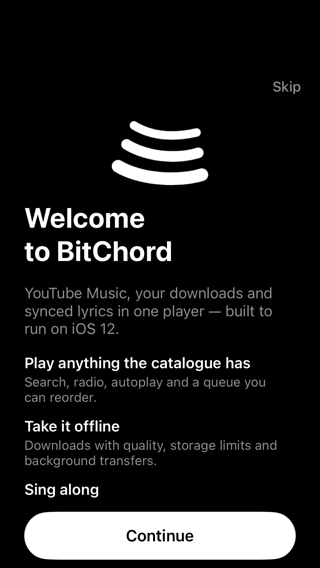 Skip
Welcome
to BitChord
YouTube Music, your downloads and
synced lyrics in one player — built to
run on iOS 12.
Play anything the catalogue has
Search, radio, autoplay and a queue you
can reorder.
Take it offline
Downloads with quality, storage limits and
background transfers.
Sing along
Continue